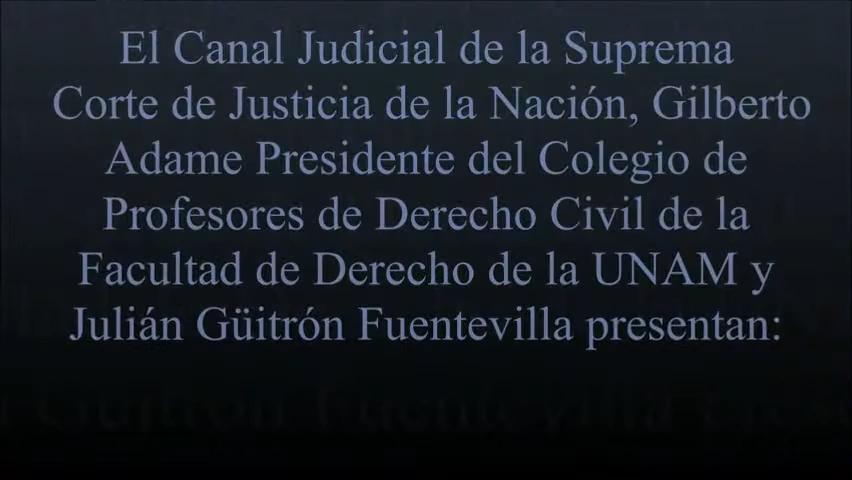 El Canal Judicial de la Suprema
Corte de Justicia de la Nación, Gilberto
Adame Presidente del Colegio de
Profesores de Derecho Civil de la
Facultad de Derecho de la UNAM y
Julián Güitrón Fuentevilla presentan: